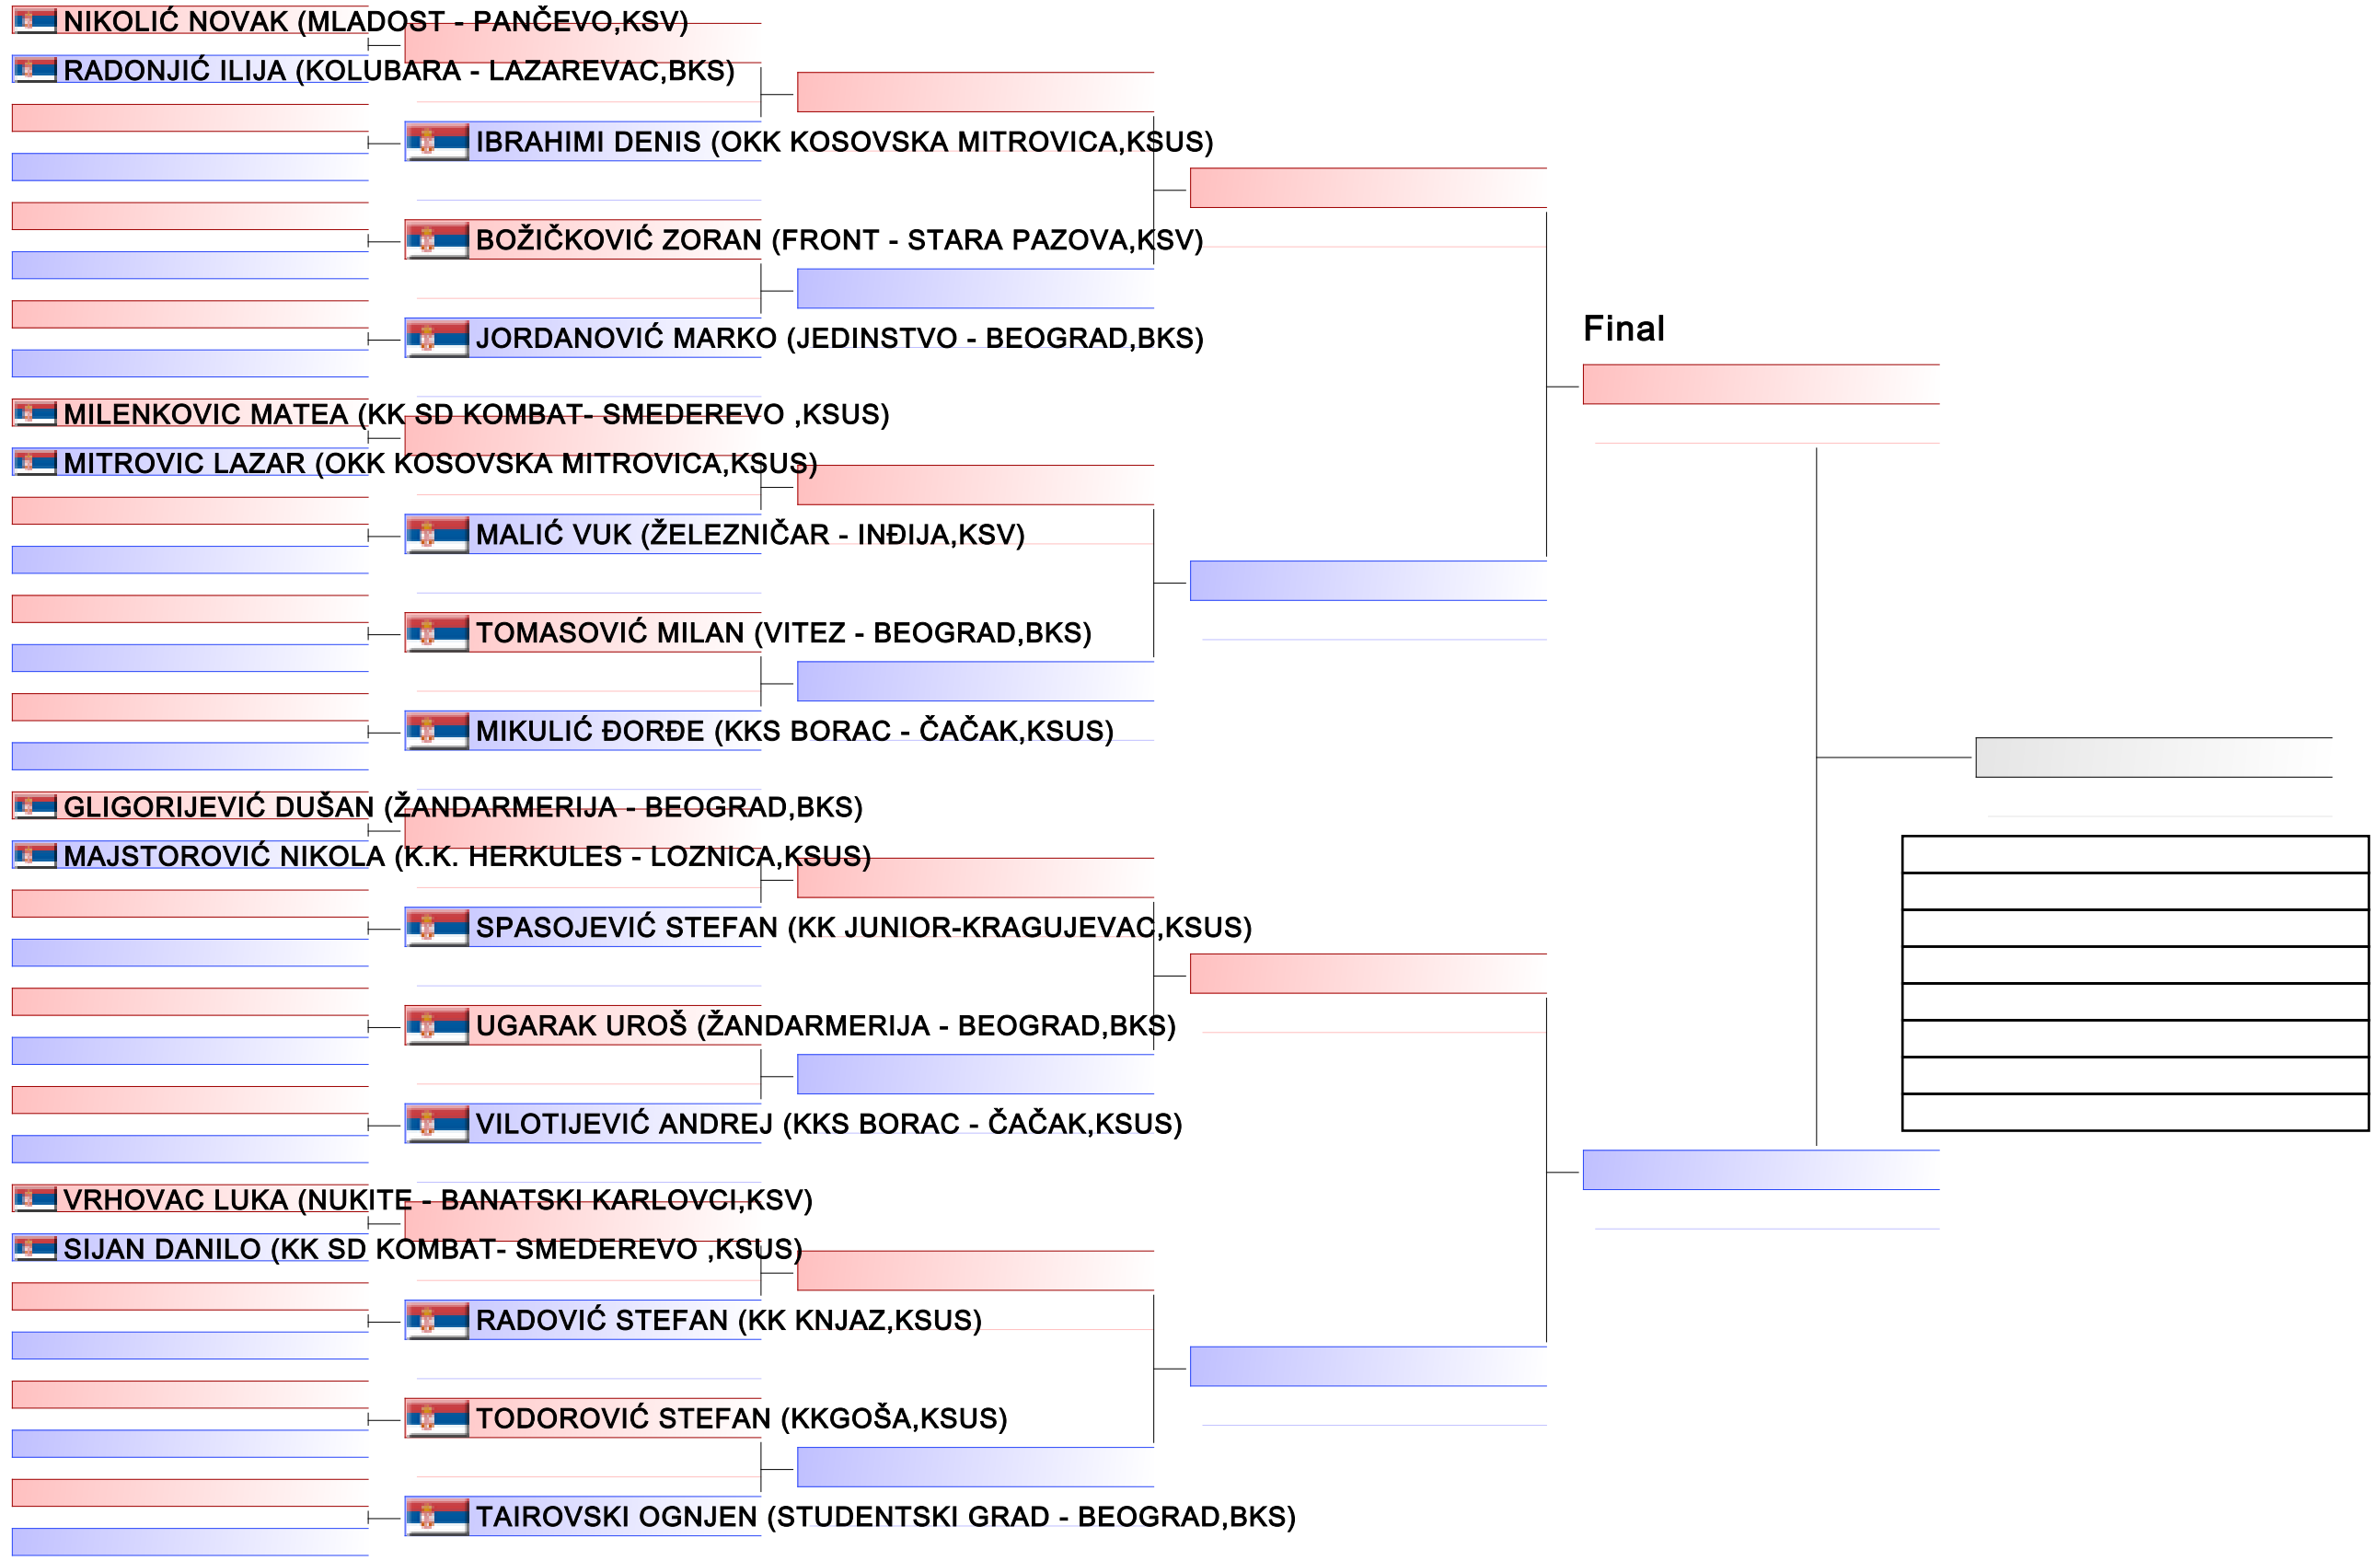 NIKOLIĆ NOVAK (MLADOST - PANČEVO,KSV)
RADONJIĆ ILIJA (KOLUBARA - LAZAREVAC,BKS)
IBRAHIMI DENIS (OKK KOSOVSKA MITROVICA,KSUS)
BOŽIČKOVIĆ ZORAN (FRONT - STARA PAZOVA,KSV)
JORDANOVIĆ MARKO (JEDINSTVO - BEOGRAD,BKS)
Final
MILENKOVIC MATEA (KK SD KOMBAT- SMEDEREVO ,KSUS)
MITROVIC LAZAR (OKK KOSOVSKA MITROVICA,KSUS)
MALIĆ VUK (ŽELEZNIČAR - INĐIJA,KSV)
TOMASOVIĆ MILAN (VITEZ - BEOGRAD,BKS)
MIKULIĆ ĐORĐE (KKS BORAC - ČAČAK,KSUS)
GLIGORIJEVIĆ DUŠAN (ŽANDARMERIJA - BEOGRAD,BKS)
MAJSTOROVIĆ NIKOLA (K.K. HERKULES - LOZNICA,KSUS)
SPASOJEVIĆ STEFAN (KK JUNIOR-KRAGUJEVAC,KSUS)
UGARAK UROŠ (ŽANDARMERIJA - BEOGRAD,BKS)
VILOTIJEVIĆ ANDREJ (KKS BORAC - ČAČAK,KSUS)
VRHOVAC LUKA (NUKITE - BANATSKI KARLOVCI,KSV)
SIJAN DANILO (KK SD KOMBAT- SMEDEREVO ,KSUS)
RADOVIĆ STEFAN (KK KNJAZ,KSUS)
TODOROVIĆ STEFAN (KKGOŠA,KSUS)
TAIROVSKI OGNJEN (STUDENTSKI GRAD - BEOGRAD,BKS)